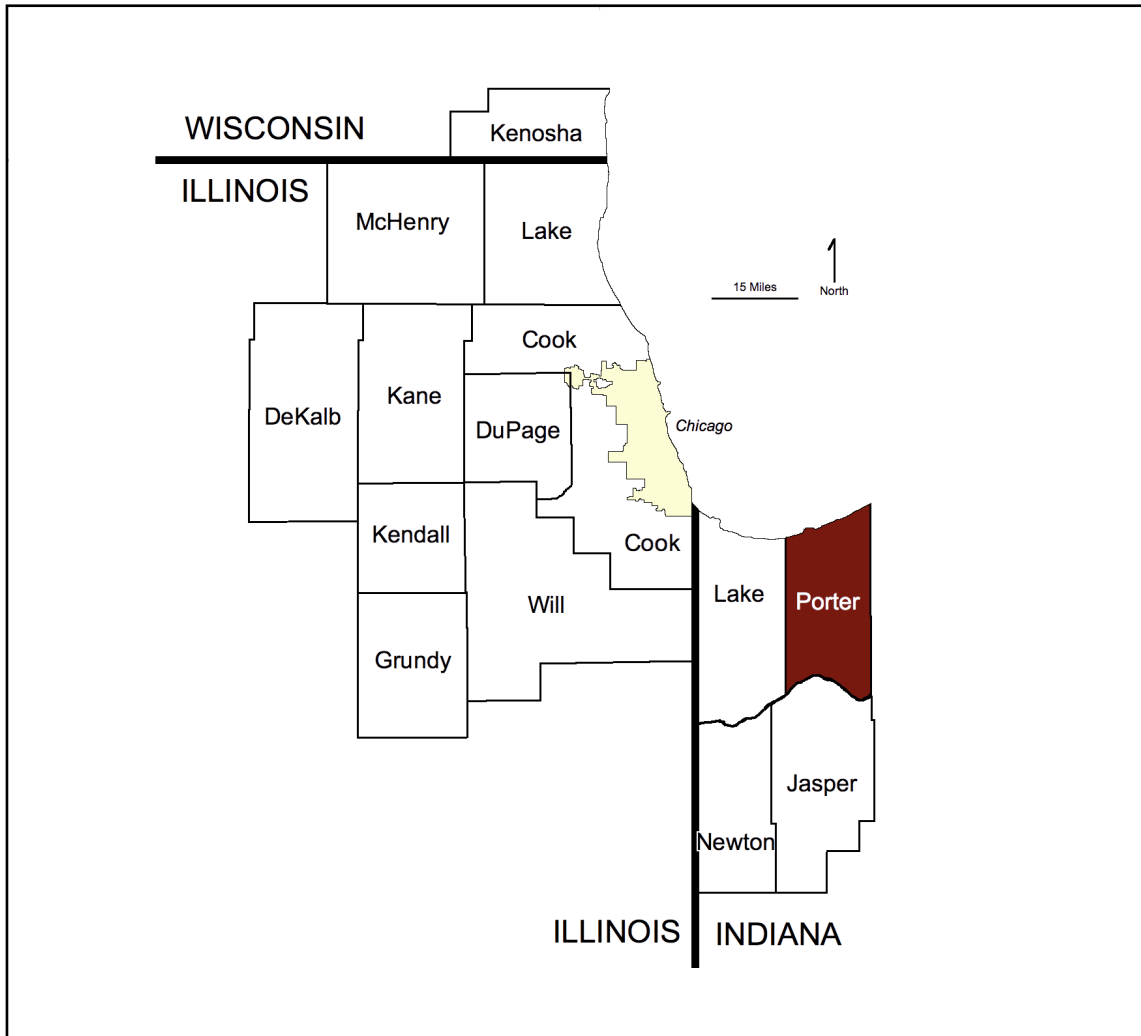 WISCONSIN
Kenosha
ILLINOIS
McHenry
Lake
15 Miles
North
Cook
Kane
DeKalb
DuPage
Chicago
Kendall
Cook
Lake
Porter
Will
Grundy
Jasper
Newton
ILLINOIS
INDIANA